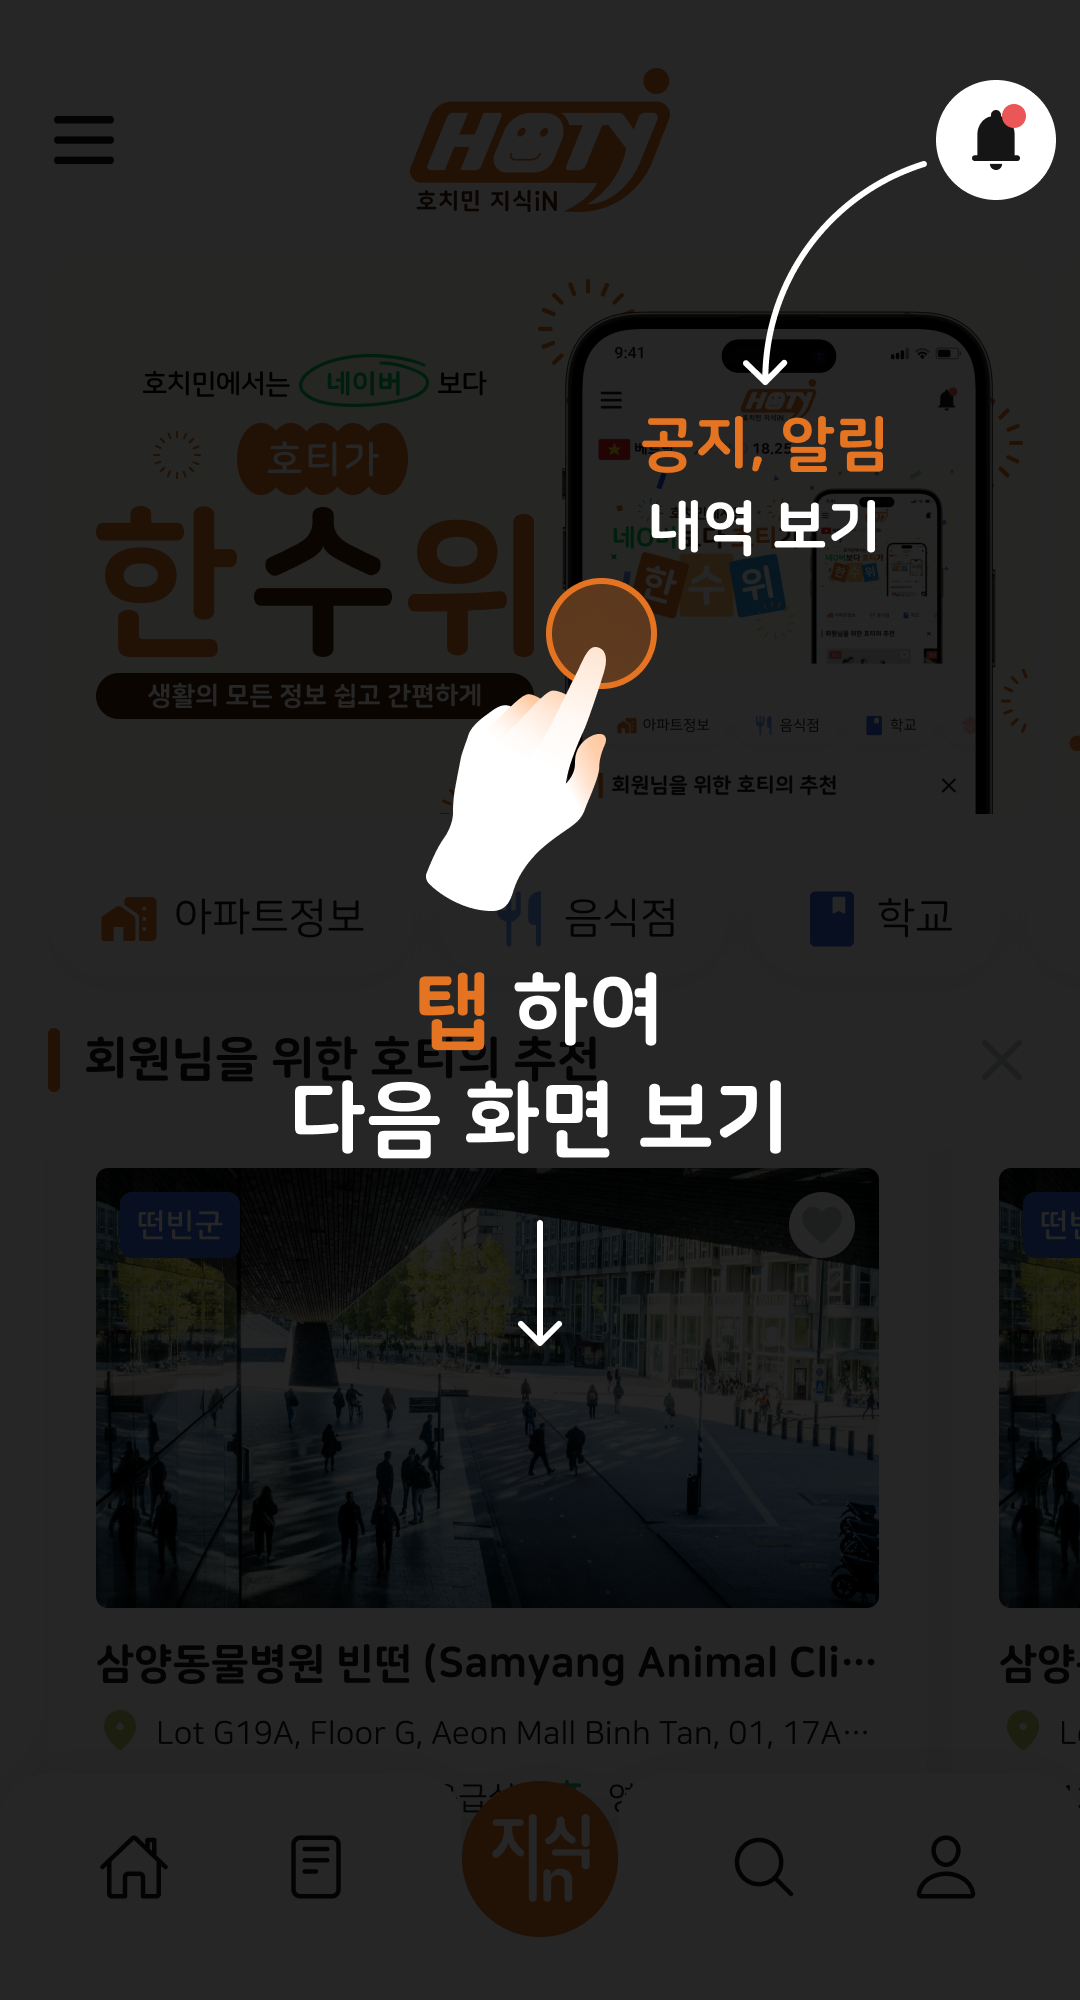 HOTY
호치민 지식iN
호치민에서는 네이버 보다
호티가
한수위
생활의 모든 정보 쉽고 간편하게
9:41
HOTY
18.25
공지, 알림
내역 보기
한수위
아파트정보 음식점 학교
회원님을 위한 호티의 추천
아파트정보 음식점 학교
탭 하여
회원님을 위한 호티의 추천
다음 화면 보기
떤빈군
삼양동물병원 빈떤 (Samyang Animal Cli···
Lot G19A, Floor G, Aeon Mall Binh Tan, 01, 17A···
지식in